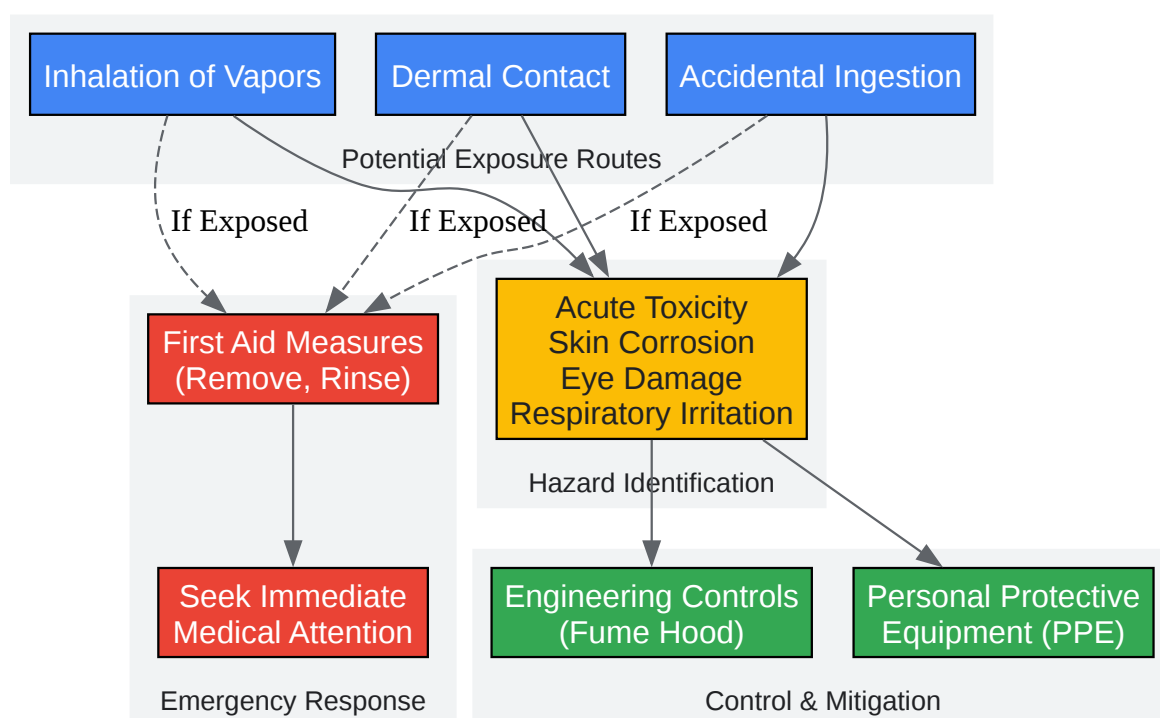 Inhalation of Vapors
Dermal Contact
Accidental Ingestion
Potential Exposure Routes
If Exposed
If Exposed
If Exposed
First Aid Measures
(Remove, Rinse)
Acute Toxicity
Skin Corrosion
Eye Damage
Respiratory Irritation
Hazard Identification
Seek Immediate
Medical Attention
Engineering Controls
(Fume Hood)
Personal Protective
Equipment (PPE)
Emergency Response
Control & Mitigation